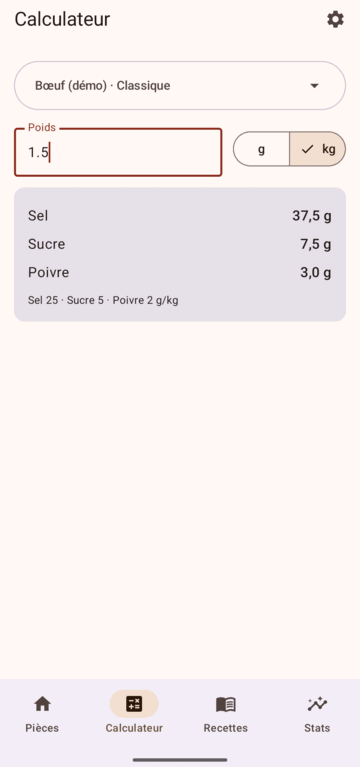 Calculateur
Bœuf (démo) · Classique
Poids
1.5
g
kg
Sel 37,5 g
Sucre 7,5 g
Poivre 3,0 g
Sel 25 · Sucre 5 · Poivre 2 g/kg
Pièces Calculateur Recettes Stats